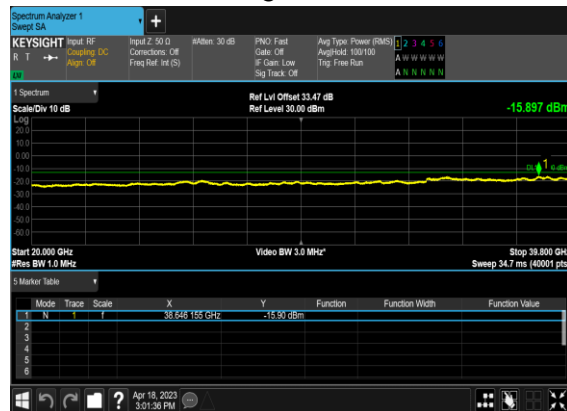 Spectrum Analyzer 1
Swept SA
+
KEYSIGHT Input: RF Input Z: 50 Ω #Atten: 30 dB PNO: Fast Avg Type: Power (RMS) 1 2 3 4 5 6
R T Coupling: DC Corrections: Off Gate: Off Avg|Hold: 100/100 A W W W W W
Align: Off Freq Ref: Int (S) IF Gain: Low Trig: Free Run
Sig Track: Off A N N N N N
1 Spectrum Ref Lvl Offset 33.47 dB
Scale/Div 10 dB Ref Level 30.00 dBm -15.897 dBm
Log
20.0
10.0
0.00
-10.0
-20.0
-30.0
-40.0
-50.0
-60.0
1
Start 20.000 GHz Video BW 3.0 MHz* Stop 39.800 GH
#Res BW 1.0 MHz Sweep 34.7 ms (40001 pts
5 Marker Table
Mode Trace Scale X Y Function Function Width Function Value
1 N 1 f 38.646 155 GHz -15.90 dBm
2
3
4
5
6
? Apr 18, 2023
3:01:36 PM